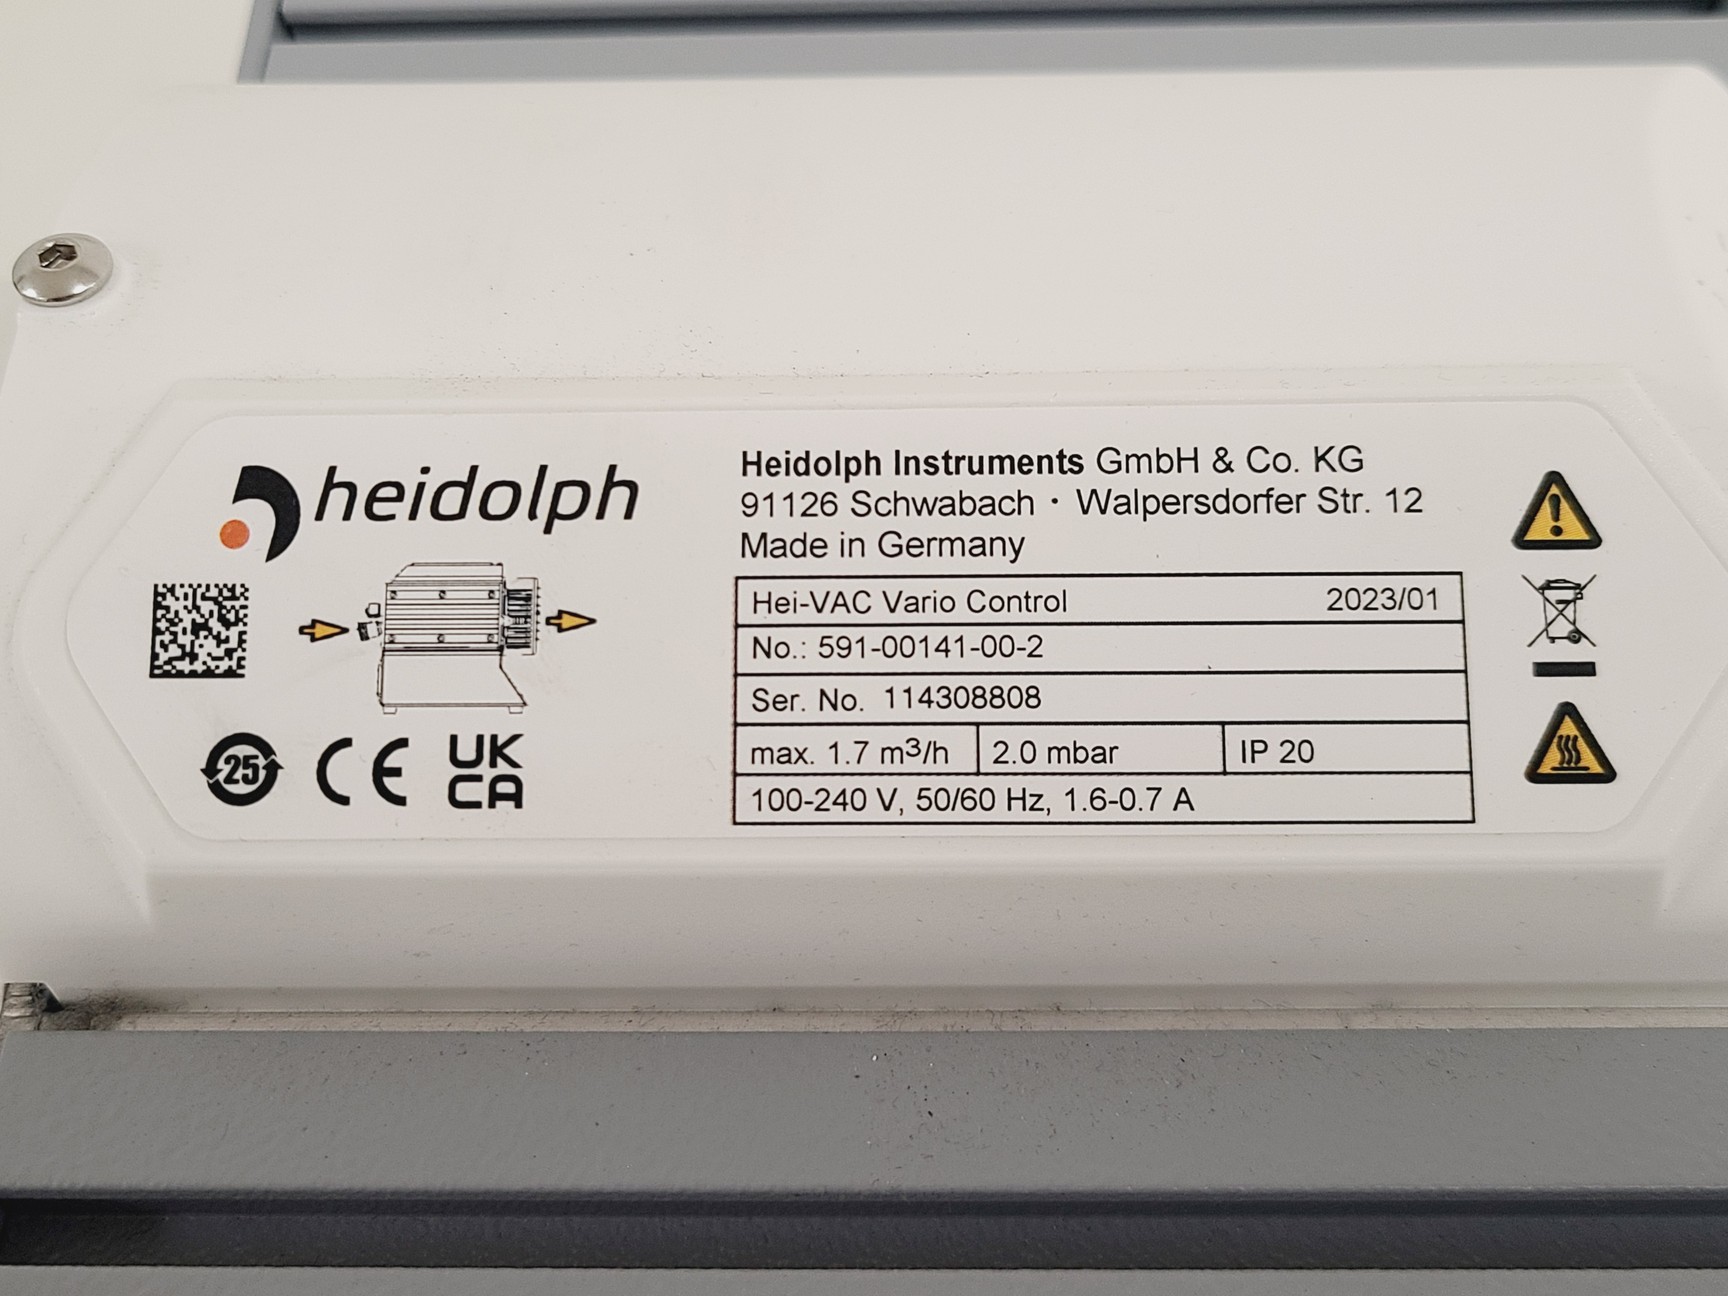 heidolph
Heidolph Instruments GmbH & Co. KG
91126 Schwabach · Walpersdorfer Str. 12
Made in Germany
Hei-VAC Vario Control 2023/01
No.: 591-00141-00-2
Ser. No. 114308808
max. 1.7 m³/h 2.0 mbar IP 20
100-240 V, 50/60 Hz, 1.6-0.7 A
25 CE UK
CA